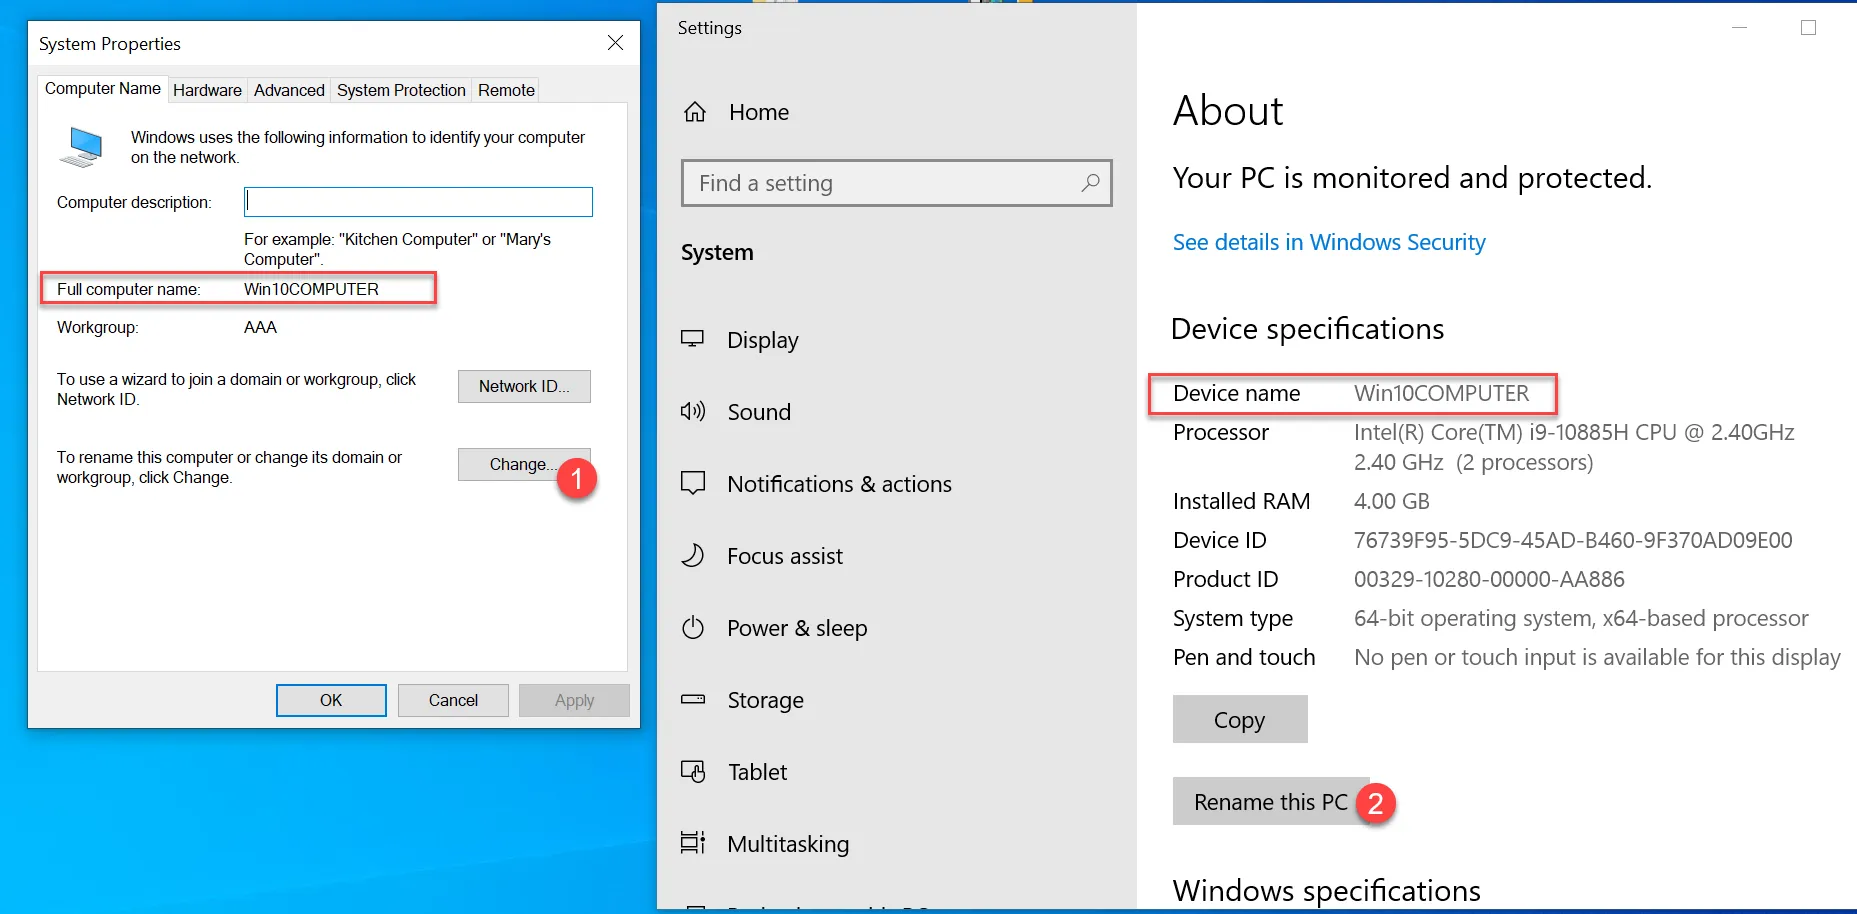 System Properties
Computer Name Hardware Advanced System Protection Remote
Windows uses the following information to identify your computer
on the network.
Computer description:
For example: "Kitchen Computer" or "Mary's
Computer".
Full computer name: Win10COMPUTER
Workgroup: AAA
To use a wizard to join a domain or workgroup, click
Network ID.
Network ID...
To rename this computer or change its domain or
workgroup, click Change.
Change...
1
OK Cancel Apply
Settings
Home
Find a setting
System
Display
Sound
Notifications & actions
Focus assist
Power & sleep
Storage
Tablet
Multitasking
About
Your PC is monitored and protected.
See details in Windows Security
Device specifications
Device name Win10COMPUTER
Processor Intel(R) Core(TM) i9-10885H CPU @ 2.40GHz
2.40 GHz (2 processors)
Installed RAM 4.00 GB
Device ID 76739F95-5DC9-45AD-B460-9F370AD09E00
Product ID 00329-10280-00000-AA886
System type 64-bit operating system, x64-based processor
Pen and touch No pen or touch input is available for this display
Copy
Rename this PC
2
Windows specifications